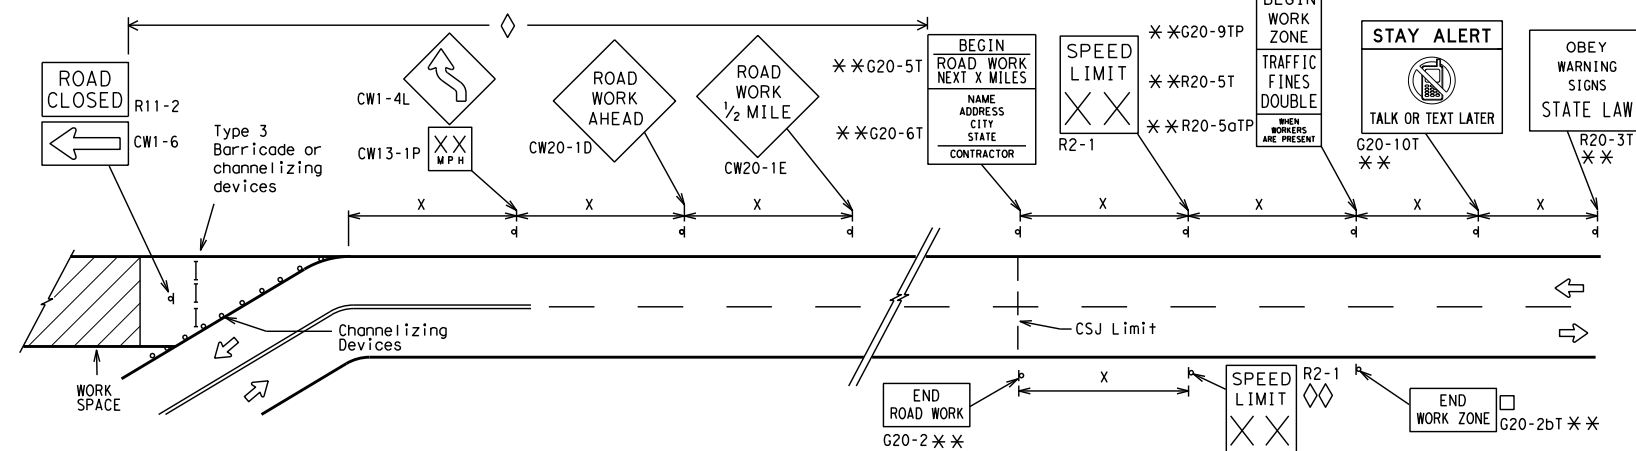 ROAD
CLOSED
R11-2
CW1-6
Type 3
Barricade or
channelizing
devices
CW1-4L
CW13-1P
XX
MPH
ROAD
WORK
AHEAD
CW20-1D
ROAD
WORK
1/2 MILE
CW20-1E
**G20-5T
**G20-6T
BEGIN
ROAD WORK
NEXT X MILES
NAME
ADDRESS
CITY
STATE
CONTRACTOR
SPEED
LIMIT
XX
R2-1
**G20-9TP
**R20-5T
**R20-5aTP
BEGIN
WORK
ZONE
TRAFFIC
FINES
DOUBLE
WHEN
WORKERS
ARE PRESENT
STAY ALERT
TALK OR TEXT LATER
G20-10T
**
OBEY
WARNING
SIGNS
STATE LAW
R20-3T
**
X
X
X
X
X
X
X
Channelizing
Devices
WORK
SPACE
CSJ Limit
END
ROAD WORK
G20-2 **
X
SPEED
LIMIT
XX
R2-1
END
WORK ZONE
G20-2bT **